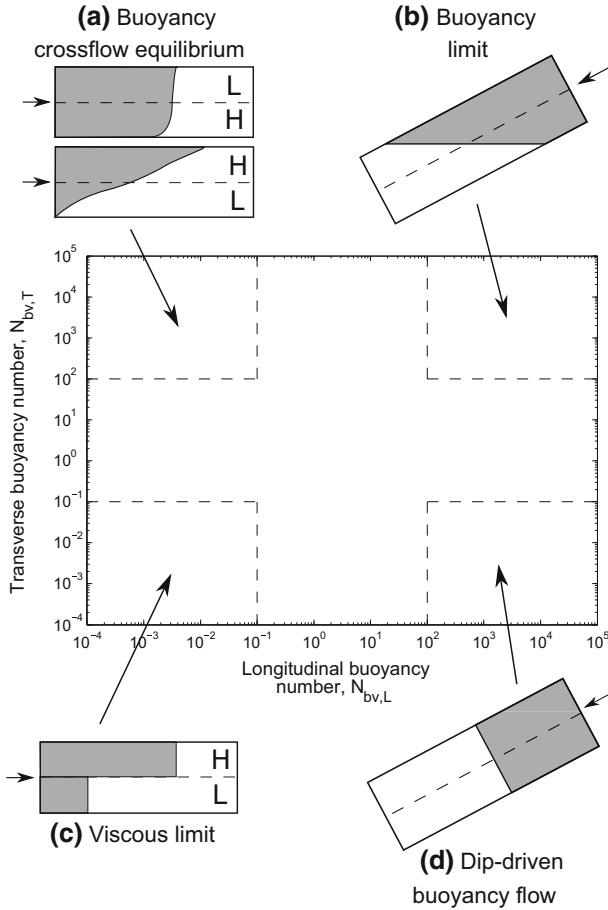 (a) Buoyancy
crossflow equilibrium
L
H
H
L
(b) Buoyancy
limit
Transverse buoyancy number, N_bv,T
10^5
10^4
10^3
10^2
10^1
10^0
10^-1
10^-2
10^-3
10^-4
10^-4 10^-3 10^-2 10^-1 10^0 10^1 10^2 10^3 10^4 10^5
Longitudinal buoyancy
number, N_bv,L
H
L
(c) Viscous limit
(d) Dip-driven
buoyancy flow